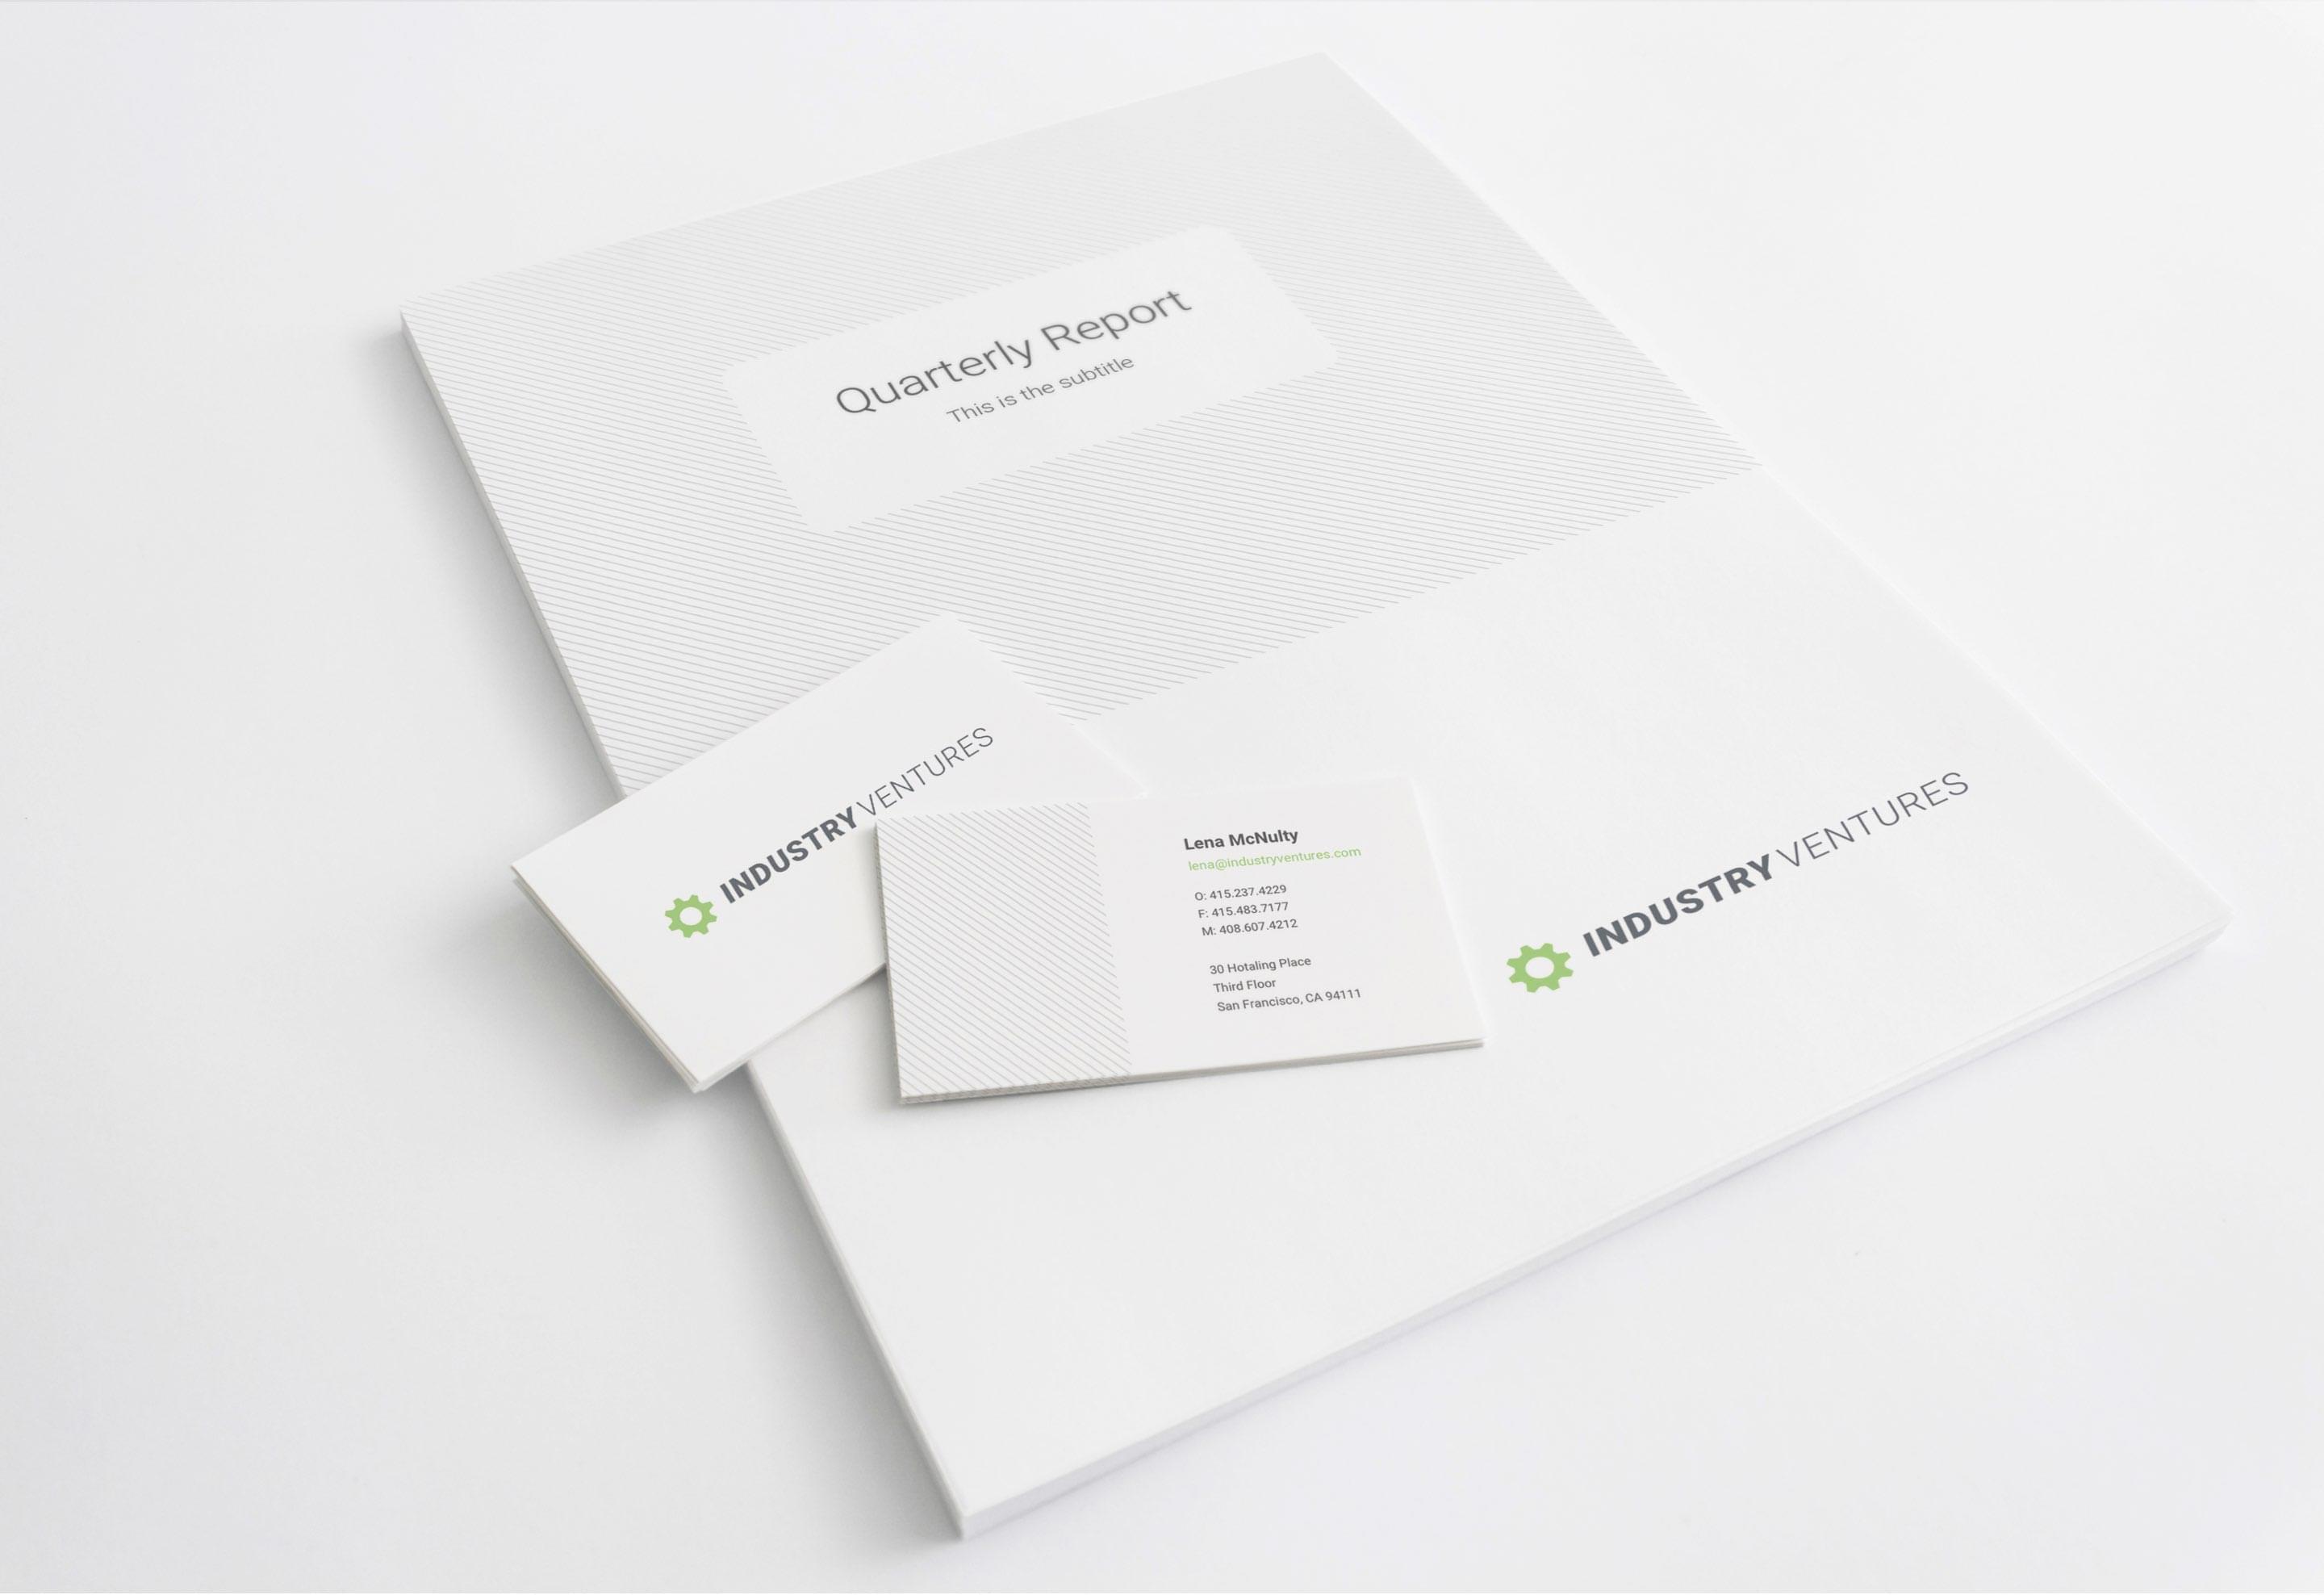 Quarterly Report
This is the subtitle
INDUSTRY VENTURES
Lena McNulty
lena@industryventures.com
O: 415.237.4229
F: 415.483.7177
M: 408.607.4212
30 Hotaling Place
Third Floor
San Francisco, CA 94111
INDUSTRY VENTURES